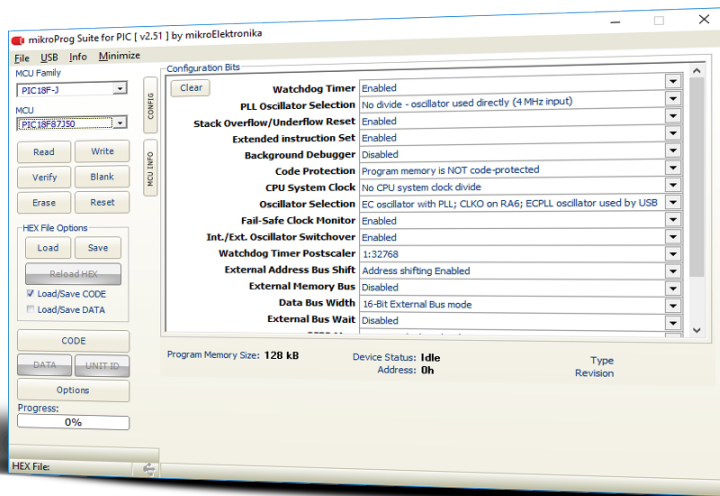 mikroProg Suite for PIC [ v2.51 ] by mikroElektronika
File USB Info Minimize
MCU Family
PIC18F-J
MCU
PIC18F87J50
Read Write
Verify Blank
Erase Reset
HEX File Options
Load Save
Reload HEX
Load/Save CODE
Load/Save DATA
CODE
DATA UNIT ID
Options
Progress:
0%
HEX File:
CONFIG
MCU INFO
Configuration Bits
Clear
Watchdog Timer Enabled
PLL Oscillator Selection No divide - oscillator used directly (4 MHz input)
Stack Overflow/Underflow Reset Enabled
Extended instruction Set Enabled
Background Debugger Disabled
Code Protection Program memory is NOT code-protected
CPU System Clock No CPU system clock divide
Oscillator Selection EC oscillator with PLL; CLKO on RA6; ECPLL oscillator used by USB
Fail-Safe Clock Monitor Enabled
Int./Ext. Oscillator Switchover Enabled
Watchdog Timer Postscaler 1:32768
External Address Bus Shift Address shifting Enabled
External Memory Bus Disabled
Data Bus Width 16-Bit External Bus mode
External Bus Wait Disabled
Program Memory Size: 128 kB Device Status: Idle Type
Address: 0h Revision